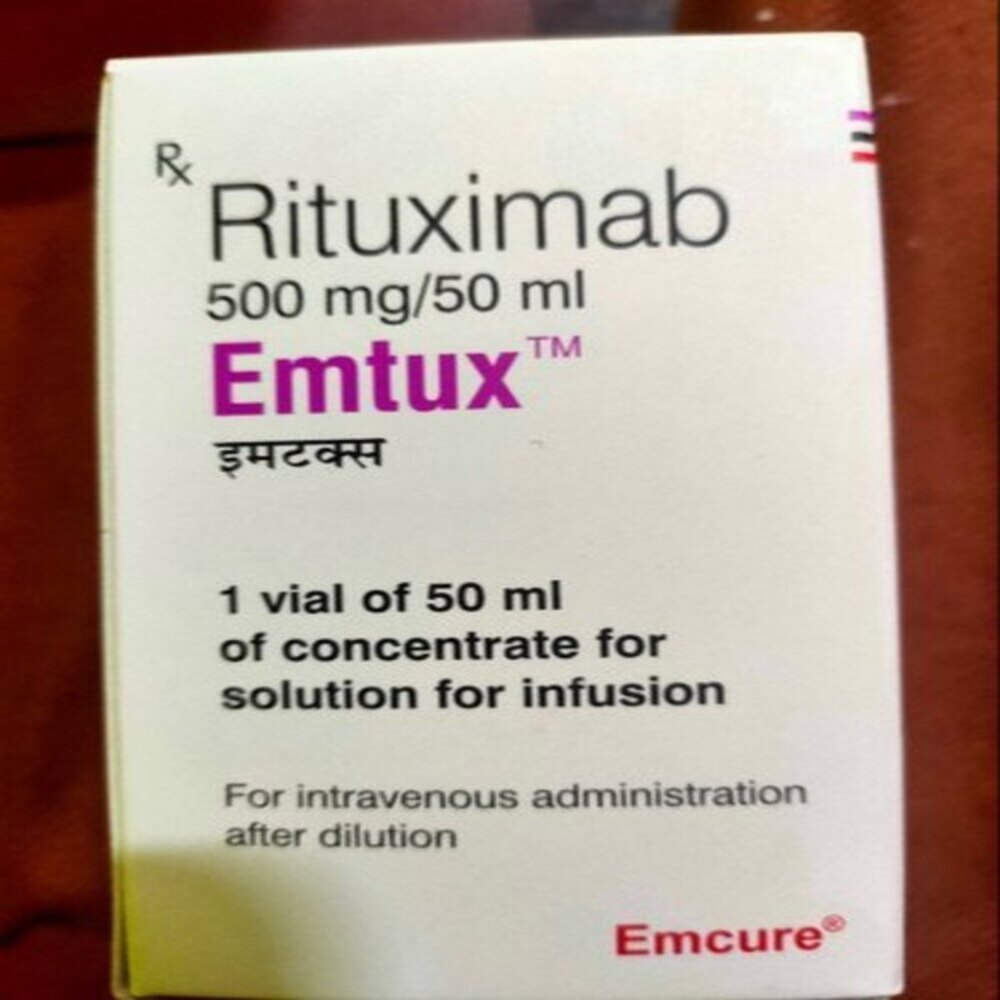 Rx
Rituximab
500 mg/50 ml
Emtux™
इमटक्स
1 vial of 50 ml
of concentrate for
solution for infusion
For intravenous administration
after dilution
Emcure®